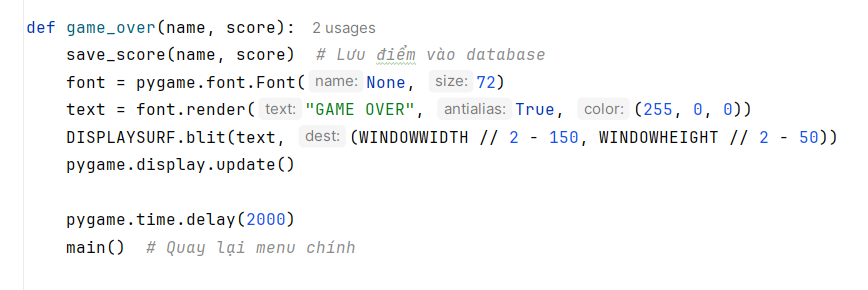 def game_over(name, score): 2 usages
    save_score(name, score)  # Lưu điểm vào database
    font = pygame.font.Font( name: None, size: 72)
    text = font.render( text: "GAME OVER", antialias: True, color: (255, 0, 0))
    DISPLAYSURF.blit(text, dest: (WINDOWWIDTH // 2 - 150, WINDOWHEIGHT // 2 - 50))
    pygame.display.update()
    pygame.time.delay(2000)
    main()  # Quay lại menu chính